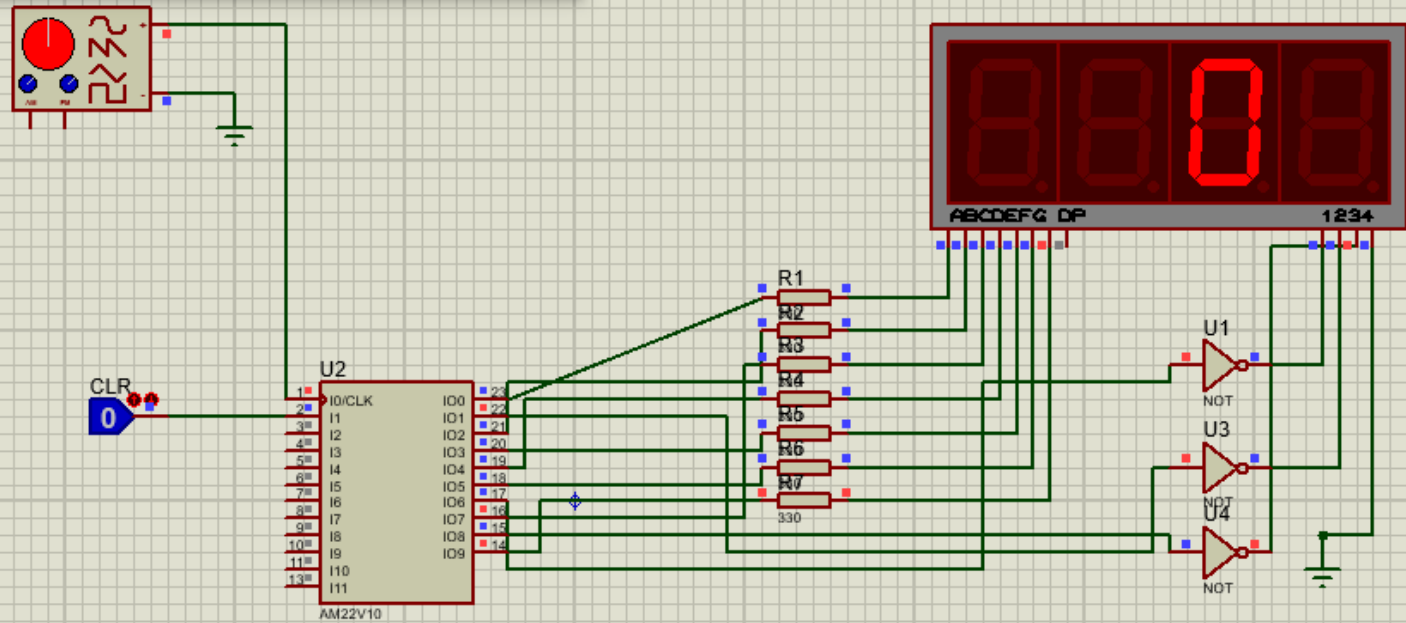 AM FM
+
-
ABCDEFG DP
1234
R1
R2
R3
R4
R5
R6
R7
330
U1
NOT
U3
NOT
U4
NOT
CLR
0
U2
1 I0/CLK IO0 23
2 I1 IO1 22
3 I2 IO2 21
4 I3 IO3 20
5 I4 IO4 19
6 I5 IO5 18
7 I6 IO6 17
8 I7 IO7 16
9 I8 IO8 15
10 I9 IO9 14
11 I10
13 I11
AM22V10